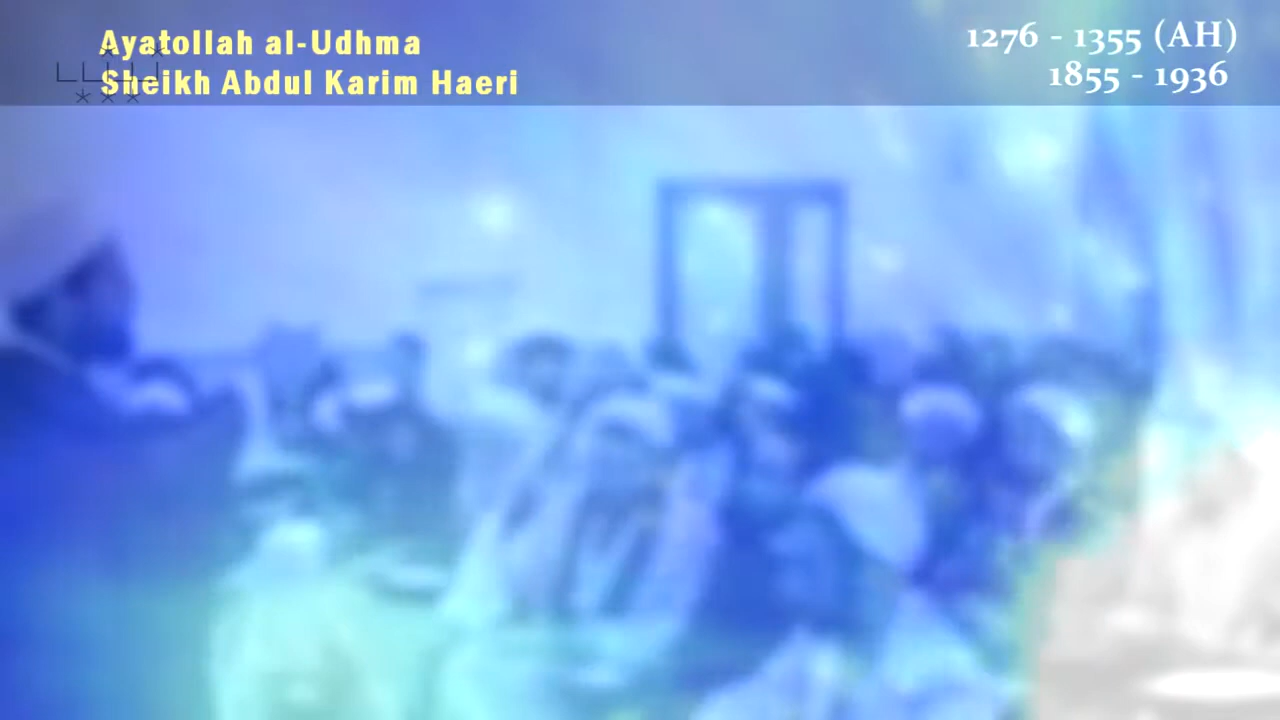 Ayatollah al-Udhma
Sheikh Abdul Karim Haeri
1276 - 1355 (AH)
1855 - 1936